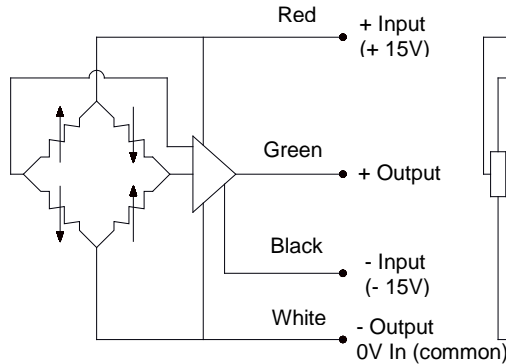 Red
+ Input
(+ 15V)
Green
+ Output
Black
- Input
(- 15V)
White
- Output
0V In (common)